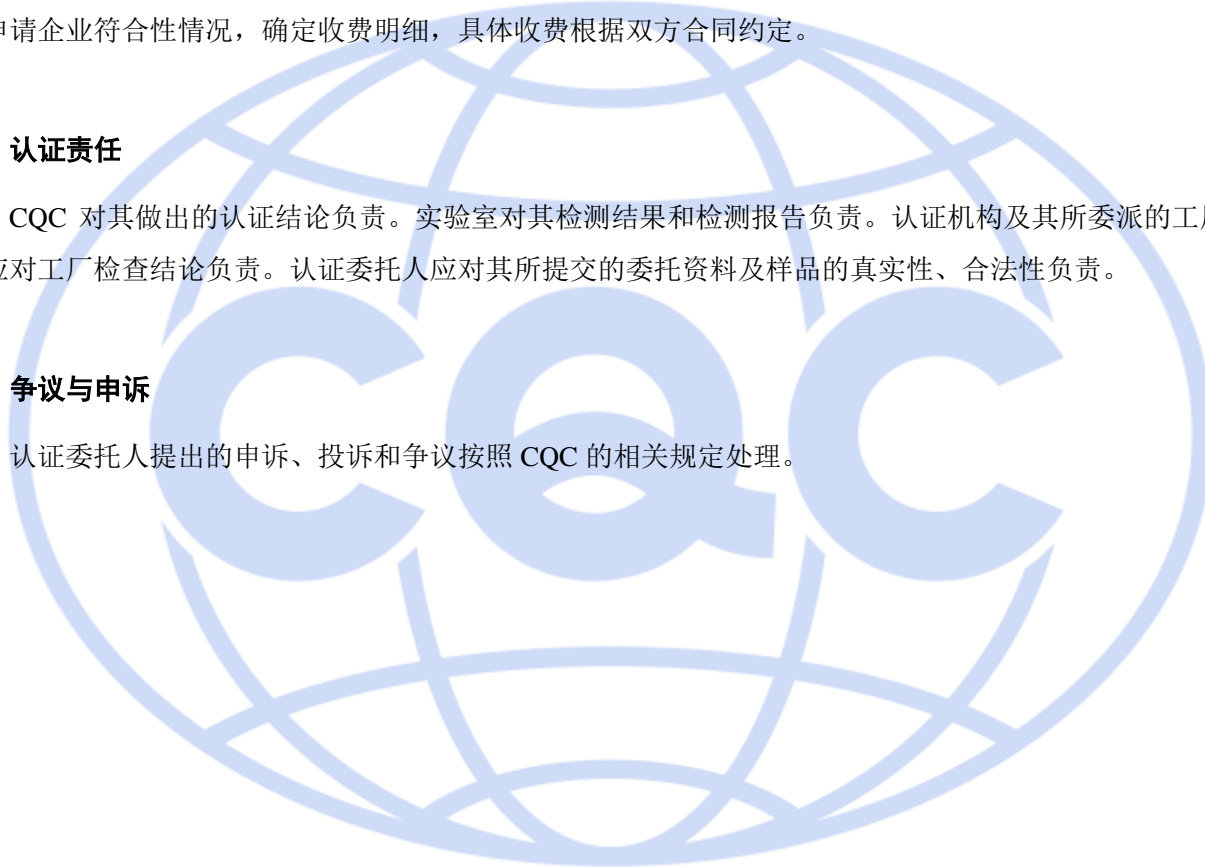 申请企业符合性情况，确定收费明细，具体收费根据双方合同约定。
认证责任
CQC 对其做出的认证结论负责。实验室对其检测结果和检测报告负责。认证机构及其所委派的工厂
应对工厂检查结论负责。认证委托人应对其所提交的委托资料及样品的真实性、合法性负责。
CQC
争议与申诉
认证委托人提出的申诉、投诉和争议按照 CQC 的相关规定处理。